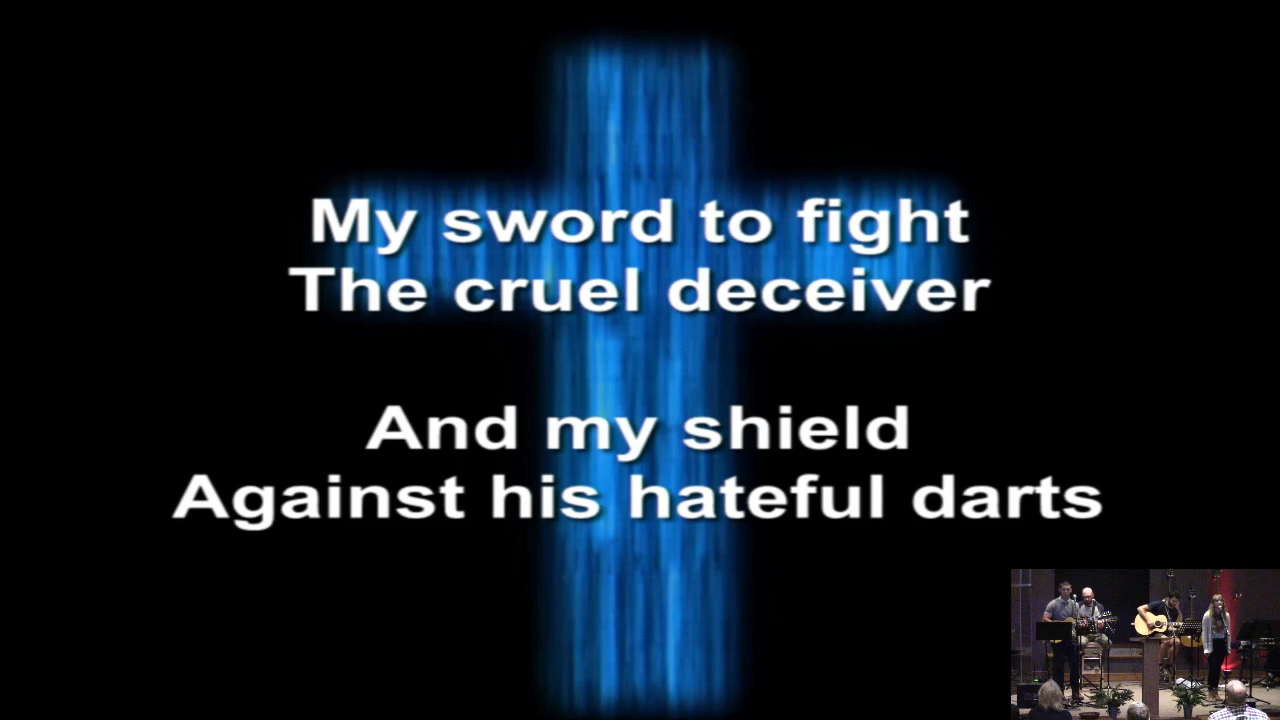 My sword to fight
The cruel deceiver
And my shield
Against his hateful darts